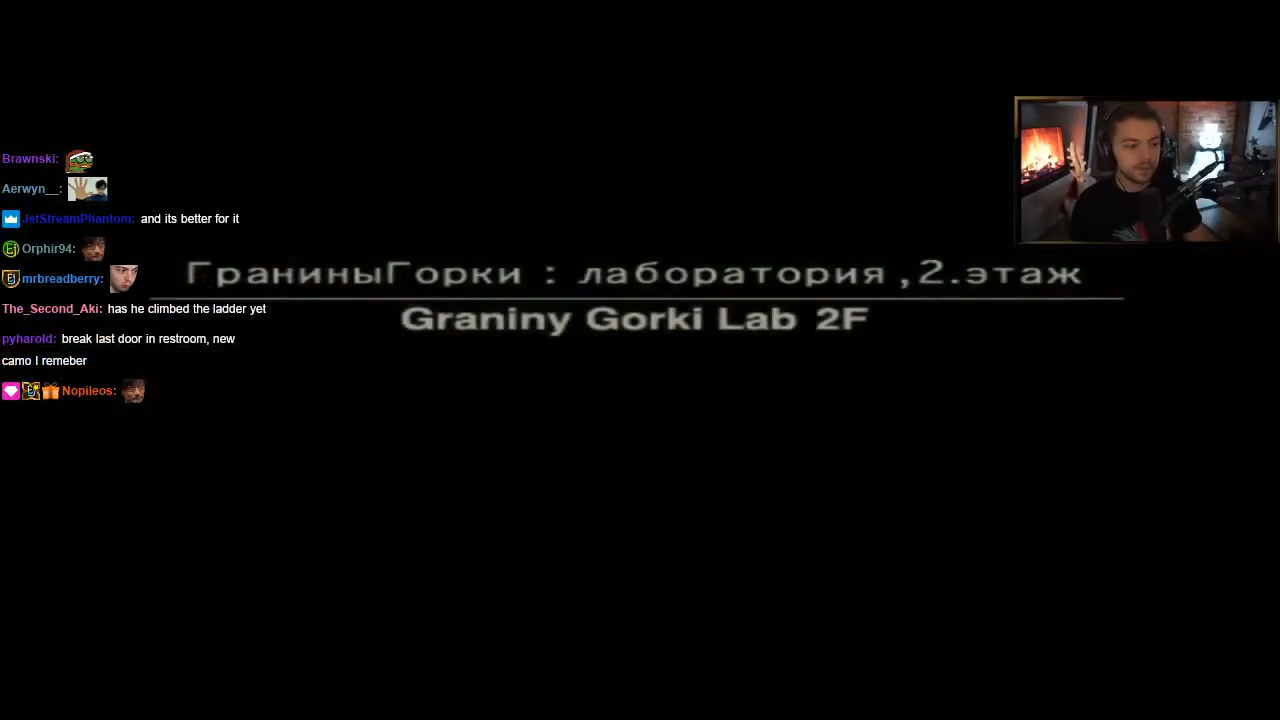 Brawnski:
Aerwyn__:
JetStreamPhantom: and its better for it
Orphir94:
mrbreadberry:
ГраниныГорки : лаборатория ,2.этаж
The_Second_Aki: has he climbed the ladder yet
Graniny Gorki Lab 2F
pyharold: break last door in restroom, new
camo I remeber
Nopileos: